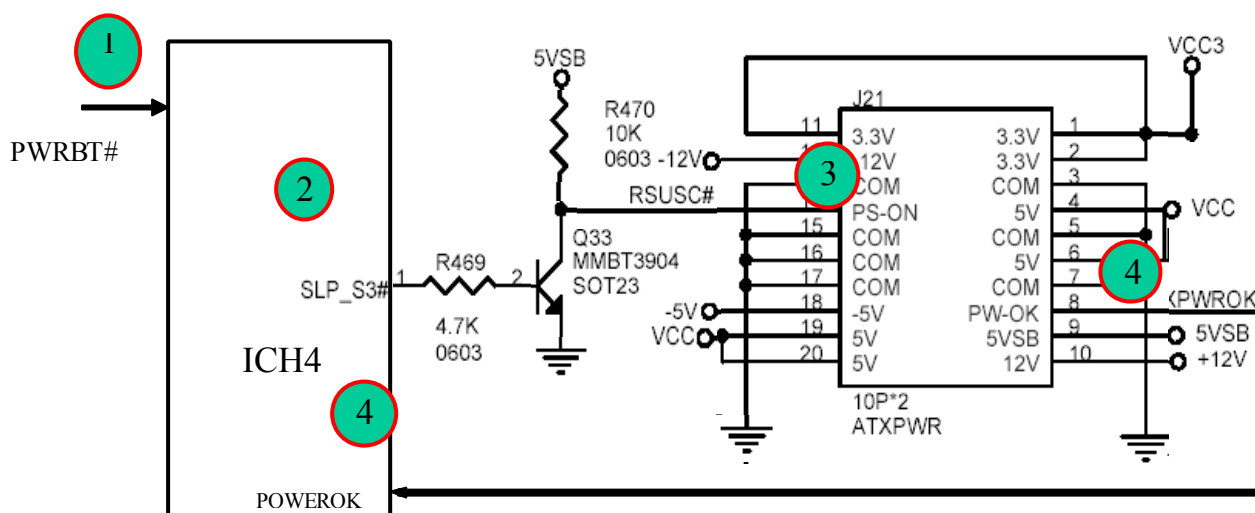 1
PWRBT#
2
ICH4
SLP_S3#
4
POWEROK
1
R469
4.7K
0603
2
5VSB
R470
10K
0603
-12V
RSUSC#
Q33
MMBT3904
SOT23
-5V
VCC
J21
3
11 3.3V
12V
COM
PS-ON
15 COM
16 COM
17 COM
18 -5V
19 5V
20 5V
3.3V 1
3.3V 2
COM 3
5V 4
COM 5
5V 6
COM 7
PW-OK 8
5VSB 9
12V 10
10P*2
ATXPWR
VCC3
VCC
4
PWROK
5VSB
+12V